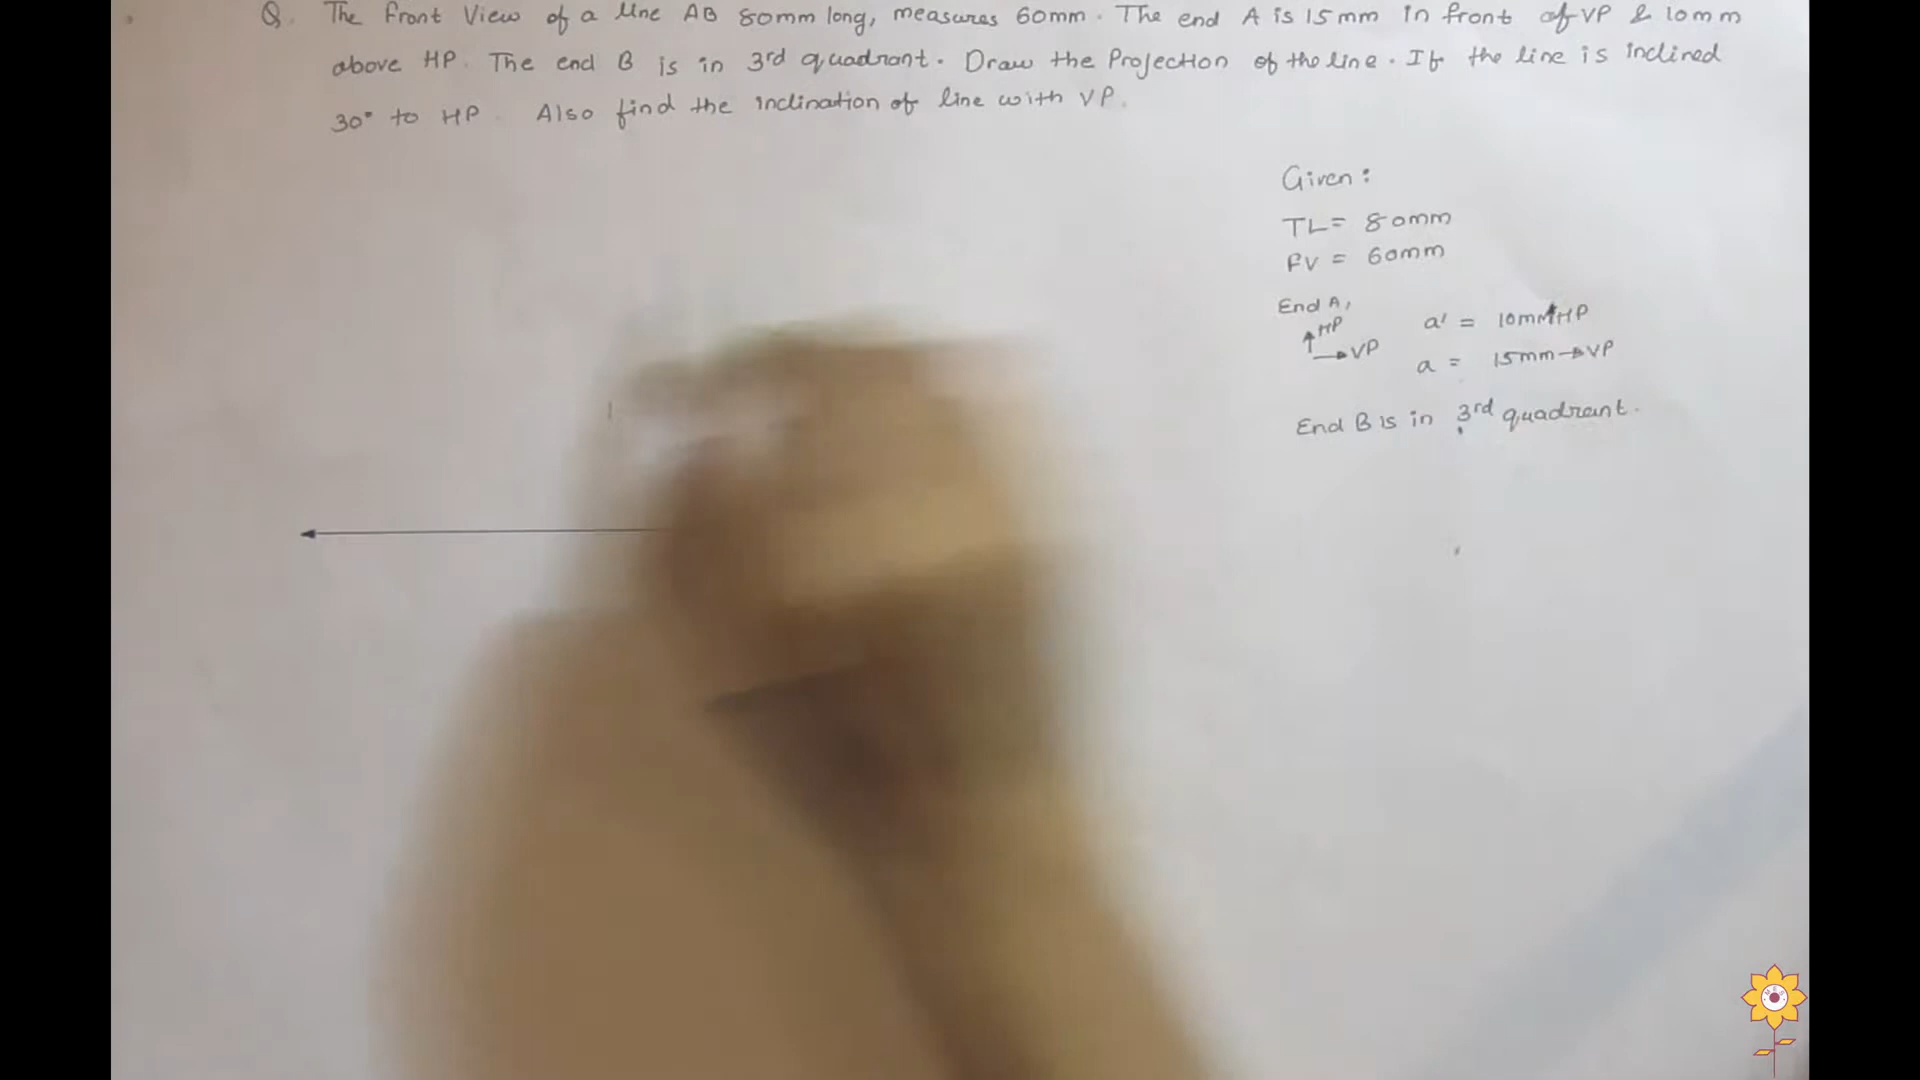 Q. The Front View of a line AB 80mm long, measures 60mm. The end A is 15mm in front of VP & 10mm
above HP. The end B is in 3rd quadrant. Draw the Projection of the line. If the line is inclined
30° to HP. Also find the inclination of line with VP.
Given:
TL = 80mm
FV = 60mm
End A,
↑HP a' = 10mm↑HP
→VP a = 15mm→VP
End B is in 3rd quadrant.